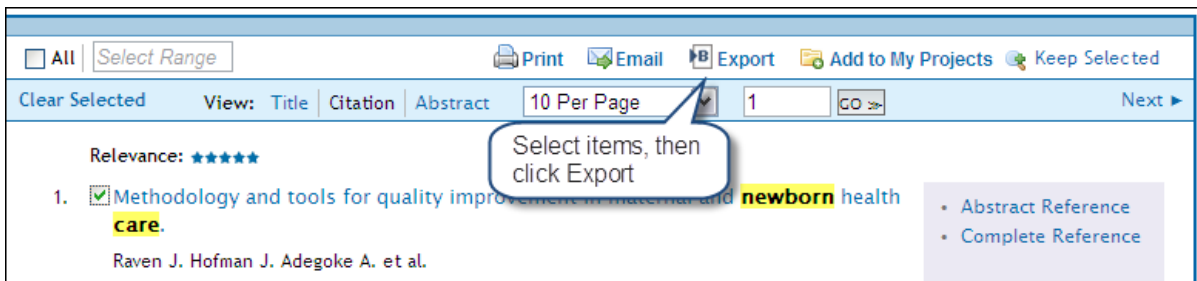 All Select Range Print Email Export Add to My Projects Keep Selected
Clear Selected View: Title Citation Abstract 10 Per Page 1 GO >> Next ►
Select items, then
click Export
Relevance: ★★★★★
1. Methodology and tools for quality improvement in maternal and newborn health
care.
Raven J. Hofman J. Adegoke A. et al.
• Abstract Reference
• Complete Reference